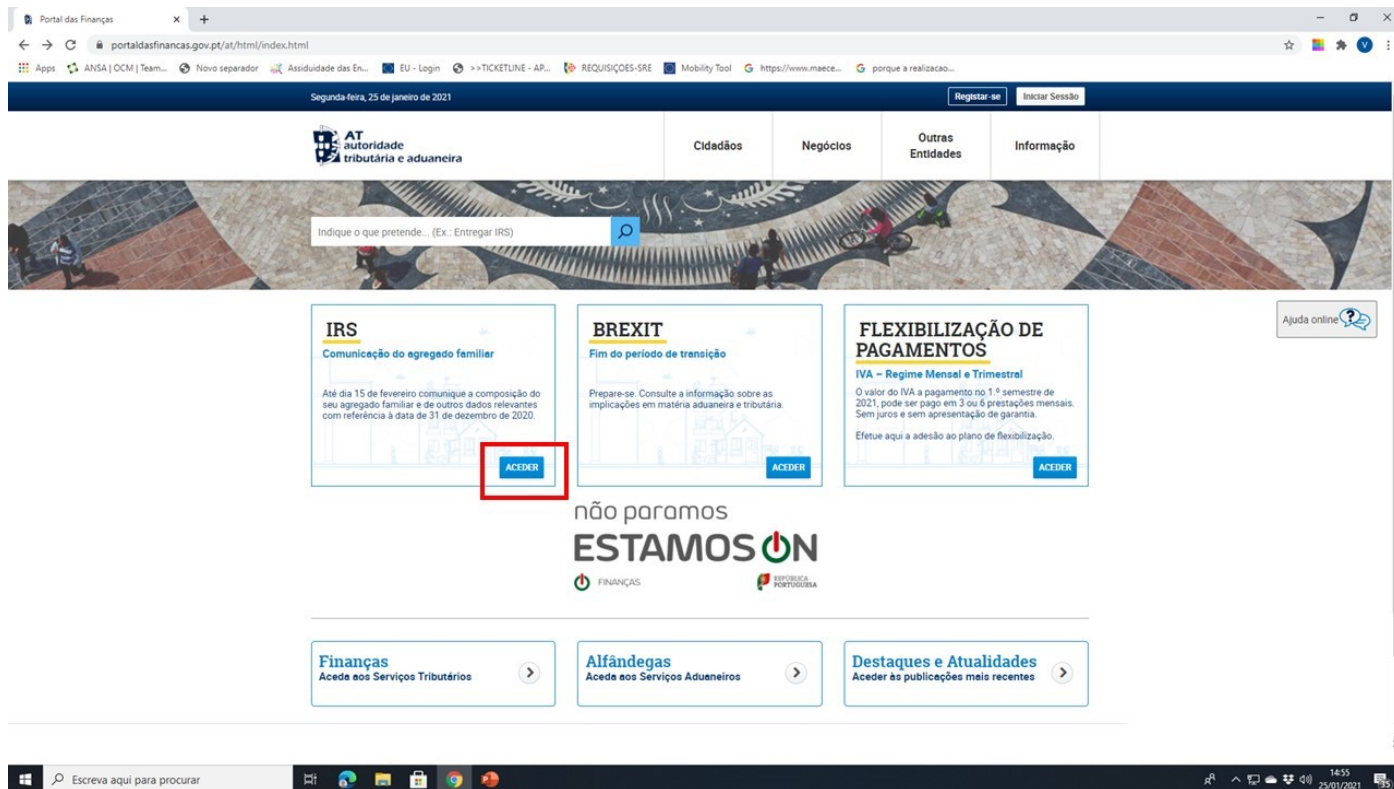 Portal das Finanças
portaldasfinancas.gov.pt/at/html/index.html
Apps
ANSA | OCM | Team...
Novo separador
Assiduidade das En...
EU - Login
>>TICKETLINE - AP...
REQUISIÇOES-SRE
Mobility Tool
https://www.maece...
porque a realizacao...
Segunda-feira, 25 de janeiro de 2021
Registar-se
Iniciar Sessão
AT
autoridade
tributária e aduaneira
Cidadãos
Negócios
Outras
Entidades
Informação
Indique o que pretende... (Ex.: Entregar IRS)
Ajuda online
IRS
Comunicação do agregado familiar
Até dia 15 de fevereiro comunique a composição do
seu agregado familiar e de outros dados relevantes
com referência à data de 31 de dezembro de 2020.
ACEDER
BREXIT
Fim do período de transição
Prepare-se. Consulte a informação sobre as
implicações em matéria aduaneira e tributária.
ACEDER
FLEXIBILIZAÇÃO DE
PAGAMENTOS
IVA – Regime Mensal e Trimestral
O valor do IVA a pagamento no 1.º semestre de
2021, pode ser pago em 3 ou 6 prestações mensais.
Sem juros e sem apresentação de garantia.
Efetue aqui a adesão ao plano de flexibilização.
ACEDER
não paramos
ESTAMOS ON
FINANÇAS
REPÚBLICA
PORTUGUESA
Finanças
Aceda aos Serviços Tributários
Alfândegas
Aceda aos Serviços Aduaneiros
Destaques e Atualidades
Aceder às publicações mais recentes
Escreva aqui para procurar
14:55
25/01/2021